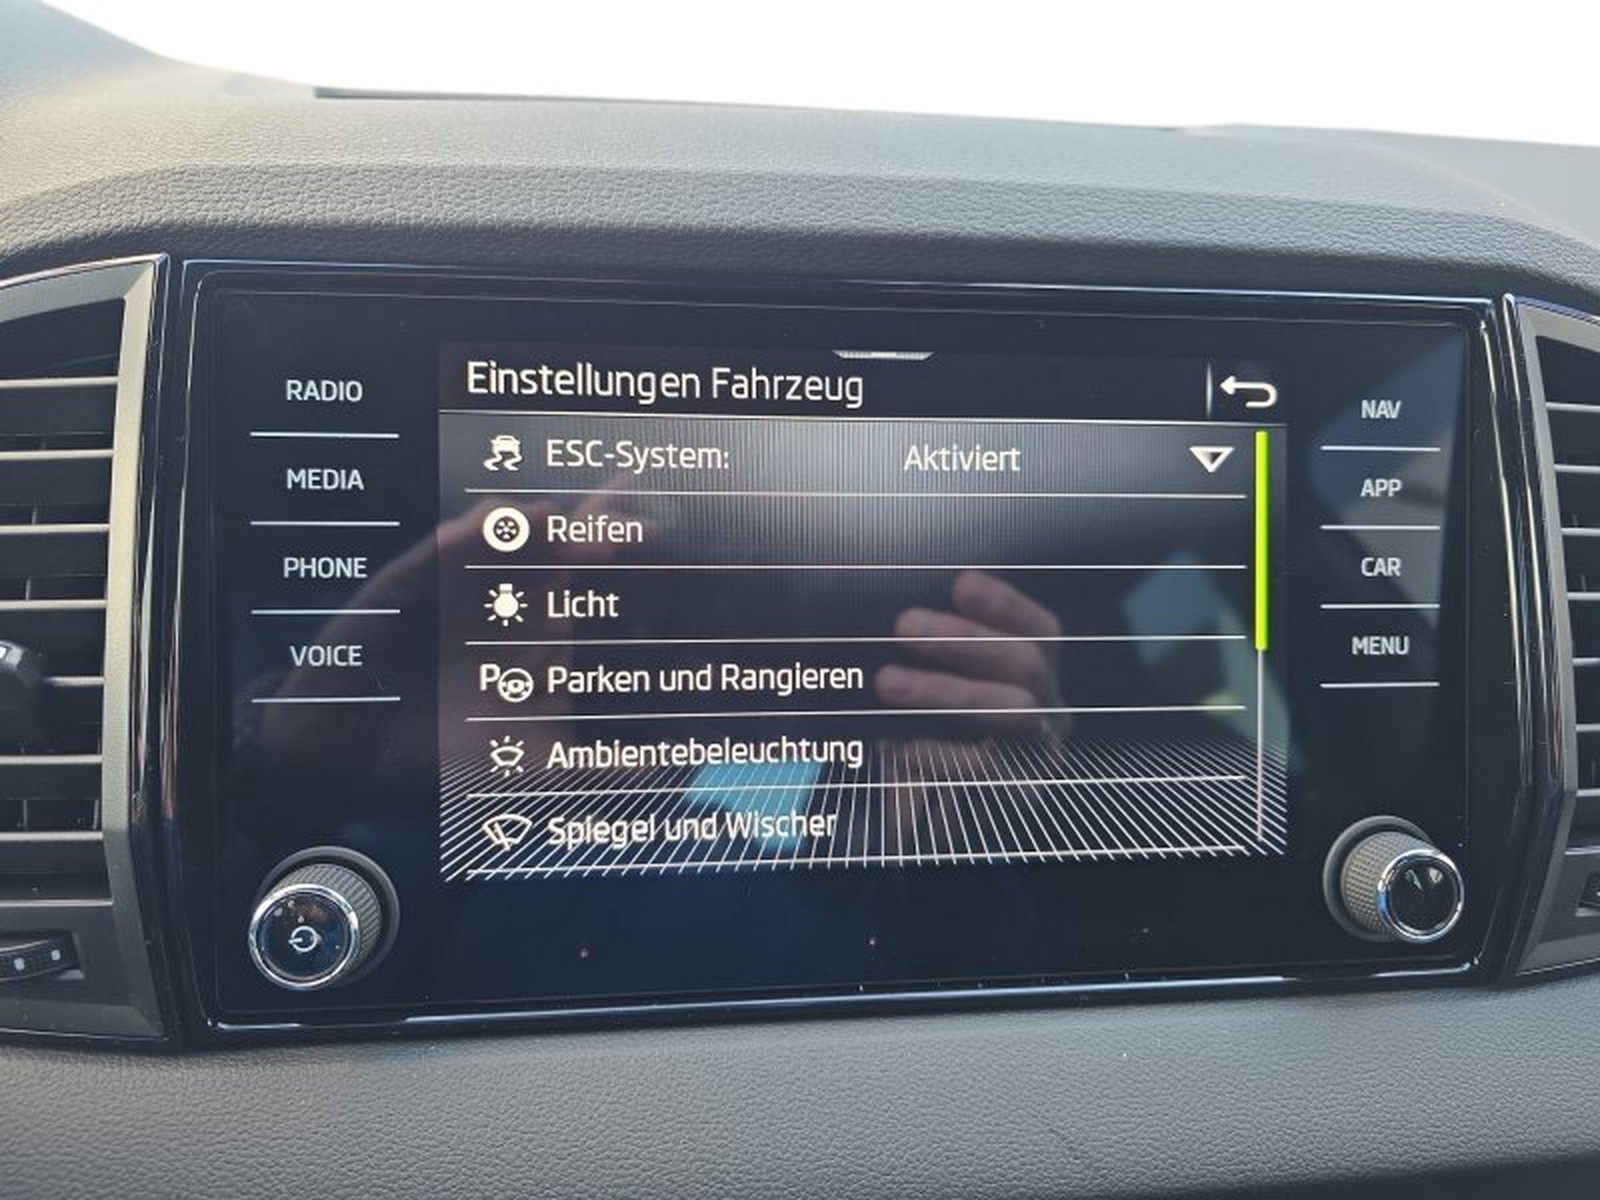 Einstellungen Fahrzeug
ESC-System: Aktiviert
Reifen
Licht
P Parken und Rangieren
Ambientebeleuchtung
Spiegel und Wischer
RADIO
MEDIA
PHONE
VOICE
NAV
APP
CAR
MENU